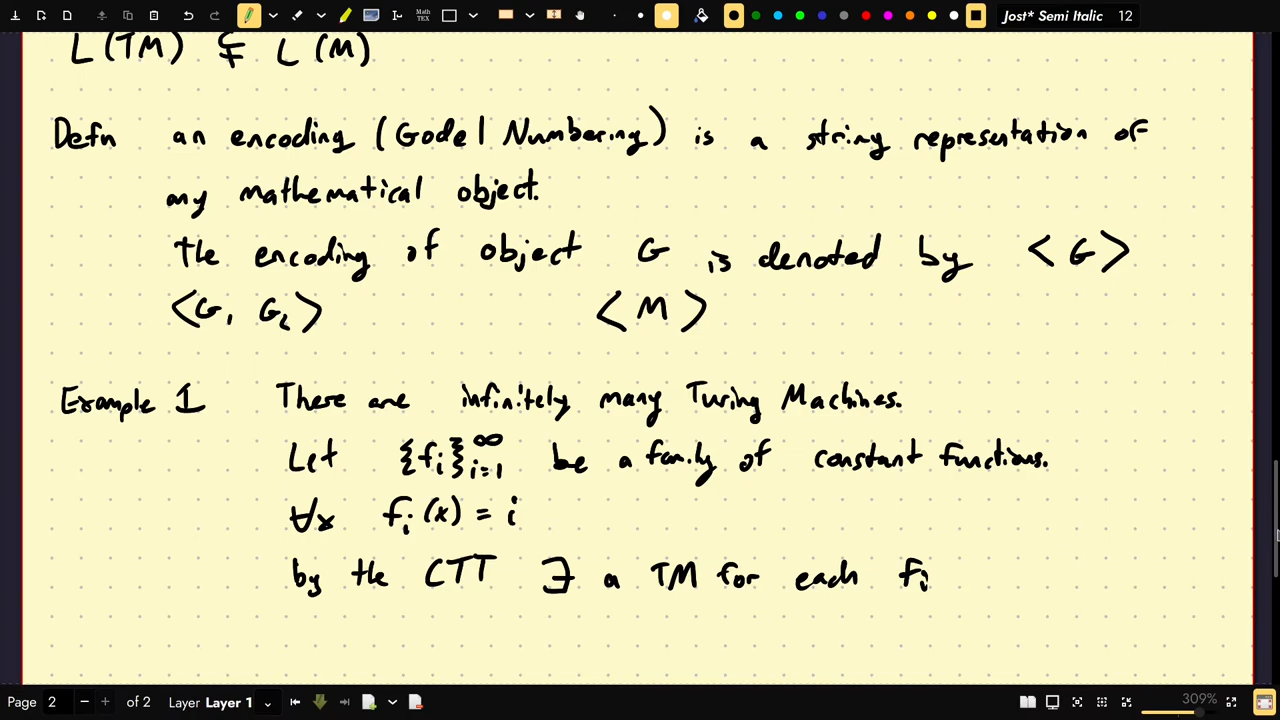 Jost* Semi Italic 12
L(TM) ⊊ L(M)
Defn an encoding (Godel Numbering) is a string representation of
any mathematical object.
the encoding of object G is denoted by <G>
<G₁ G₂> <M>
Example 1 There are infinitely many Turing Machines.
Let {fᵢ}ᵢ₌₁^∞ be a family of constant functions.
∀x fᵢ(x) = i
by the CTT ∃ a TM for each fᵢ
Page 2 of 2 Layer Layer 1 309%